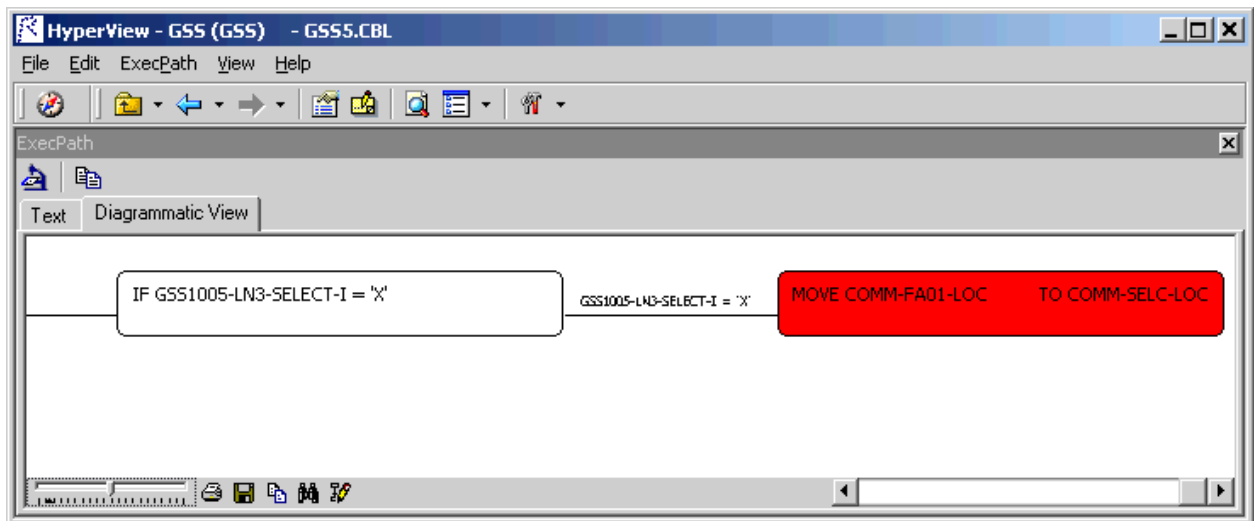 HyperView - GSS (GSS) - GSS5.CBL
File Edit ExecPath View Help
ExecPath
Text Diagrammatic View
IF GSS1005-LN3-SELECT-I = 'X'
GSS1005-LN3-SELECT-I = 'X'
MOVE COMM-FA01-LOC TO COMM-SELC-LOC